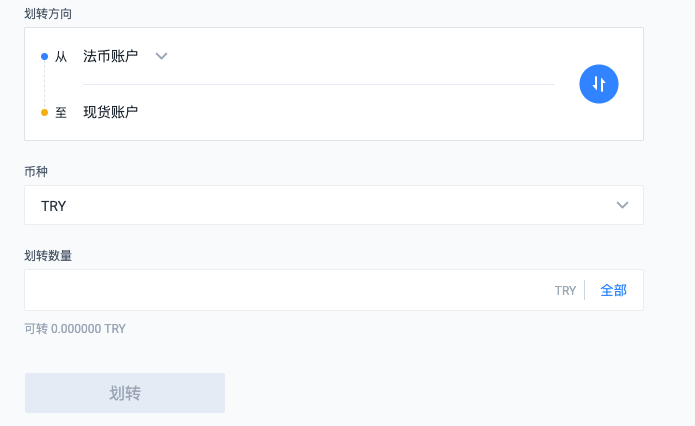 划转方向
从 法币账户
至 现货账户
币种
TRY
划转数量
TRY 全部
可转 0.000000 TRY
划转